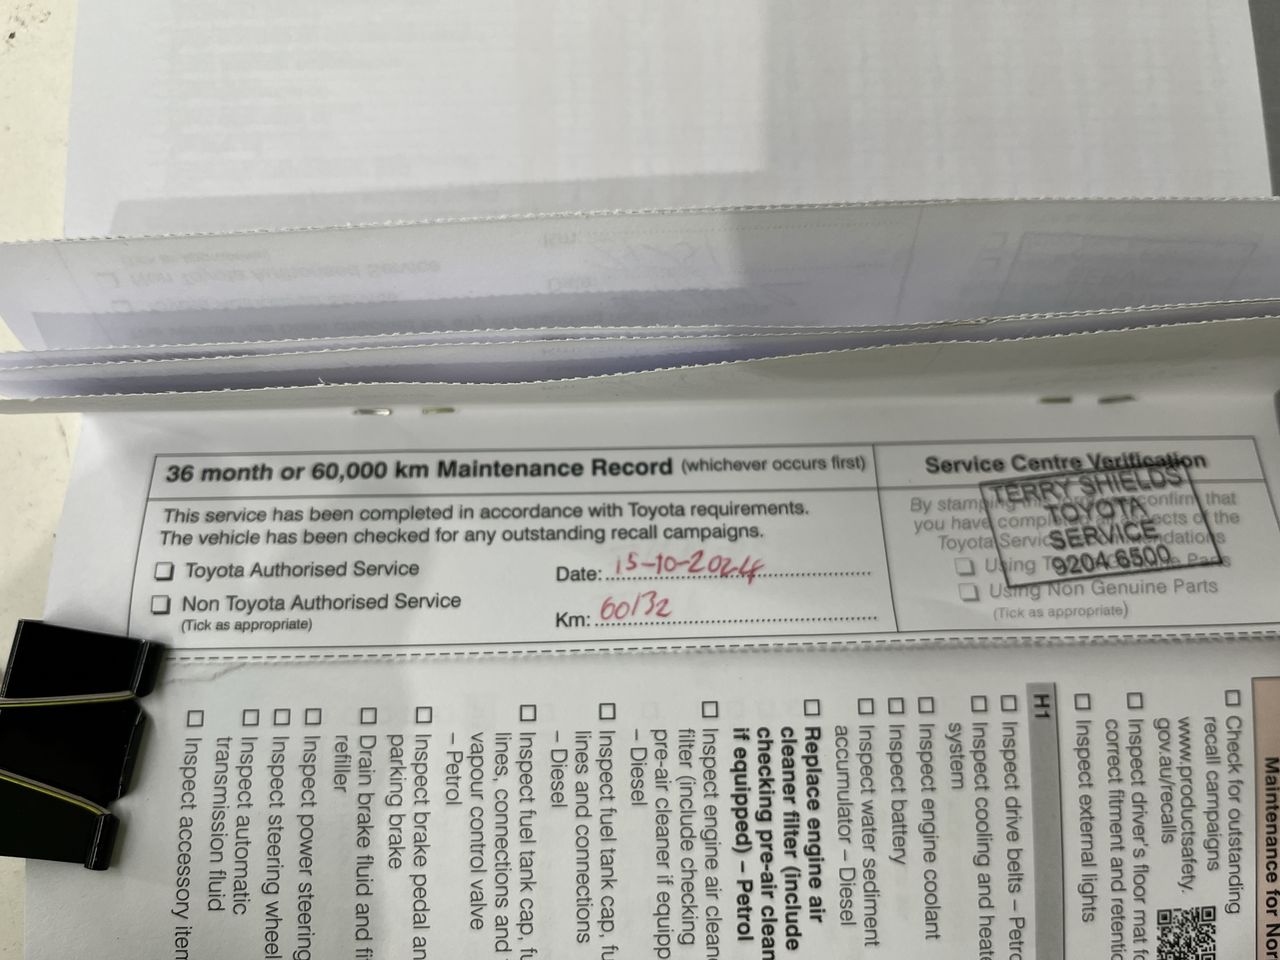 36 month or 60,000 km Maintenance Record (whichever occurs first)
This service has been completed in accordance with Toyota requirements.
The vehicle has been checked for any outstanding recall campaigns.
☐ Toyota Authorised Service
☐ Non Toyota Authorised Service
(Tick as appropriate)
Date: 15-10-2024
Km: 60132
Service Centre Verification
By confirm that
you have of the
Toyota
☐ Using Parts
☐ Using Non Genuine Parts
(Tick as appropriate)
TERRY SHIELDS
TOYOTA
SERVICE
9204 6500
Maintenance for Nor
☐ Check for outstanding
recall campaigns
www.productsafety.
gov.au/recalls
☐ Inspect driver's floor mat fo
correct fitment and retentio
☐ Inspect external lights
H1
☐ Inspect drive belts – Petro
☐ Inspect cooling and heate
system
☐ Inspect engine coolant
☐ Inspect battery
☐ Inspect water sediment
accumulator – Diesel
☐ Replace engine air
cleaner filter (include
checking pre-air clean
if equipped) – Petrol
☐ Inspect engine air clean
filter (include checking
pre-air cleaner if equipp
– Diesel
☐ Inspect fuel tank cap, fu
lines and connections
– Diesel
☐ Inspect fuel tank cap, fu
lines, connections and
vapour control valve
– Petrol
☐ Inspect brake pedal an
parking brake
☐ Drain brake fluid and fi
refiller
☐ Inspect power steering
☐ Inspect steering wheel
☐ Inspect automatic
transmission fluid
☐ Inspect accessory item